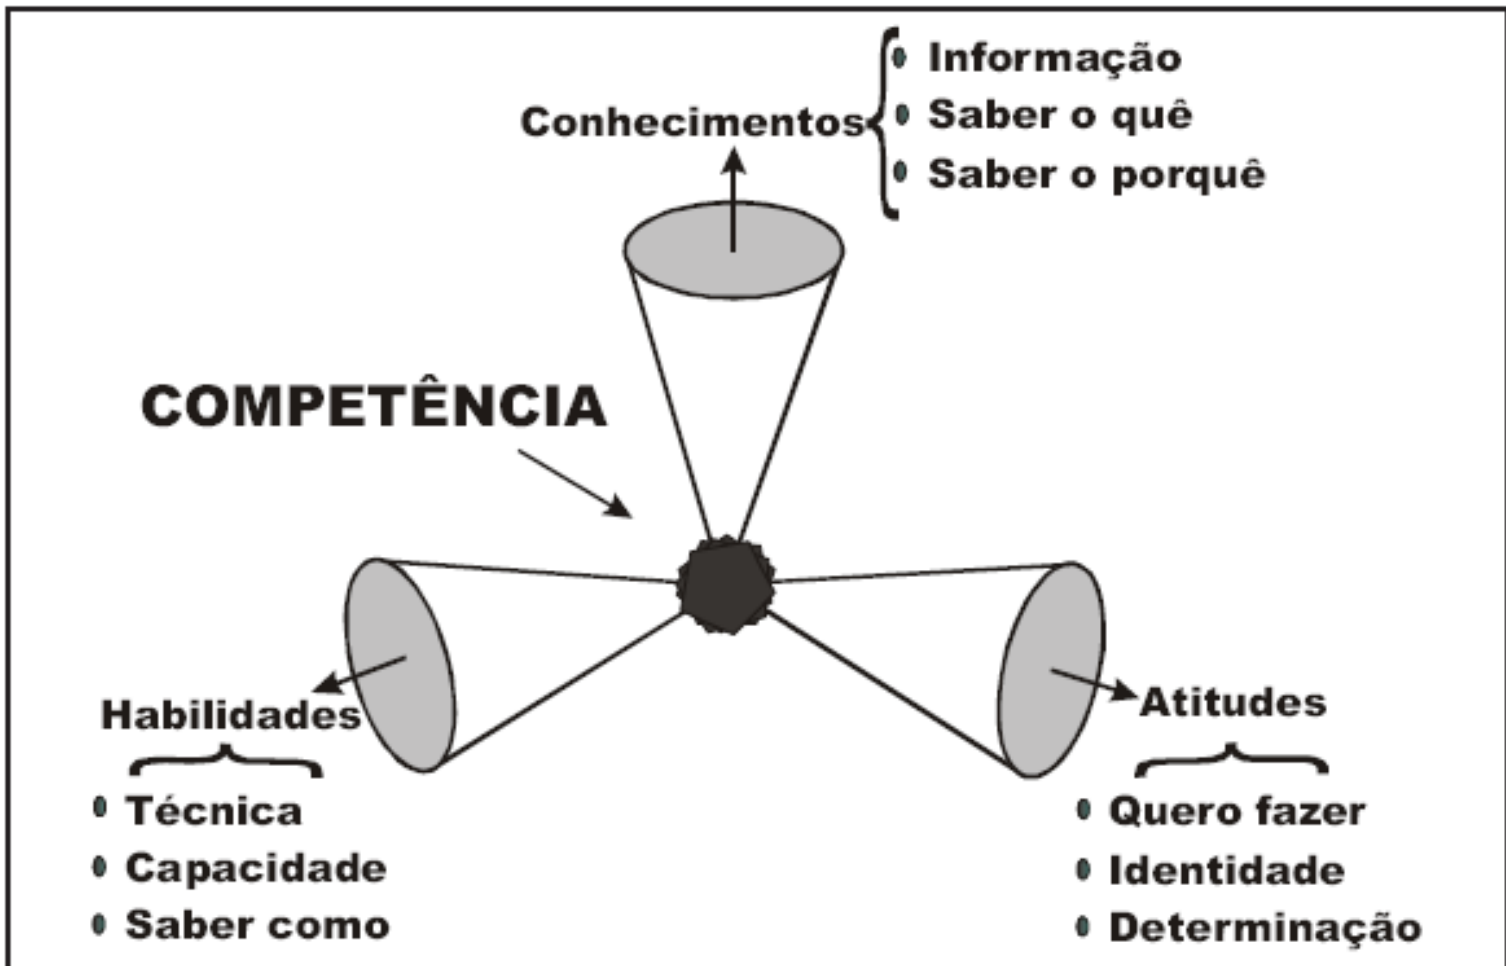 Conhecimentos
Informação
Saber o quê
Saber o porquê
COMPETÊNCIA
Habilidades
Técnica
Capacidade
Saber como
Atitudes
Quero fazer
Identidade
Determinação